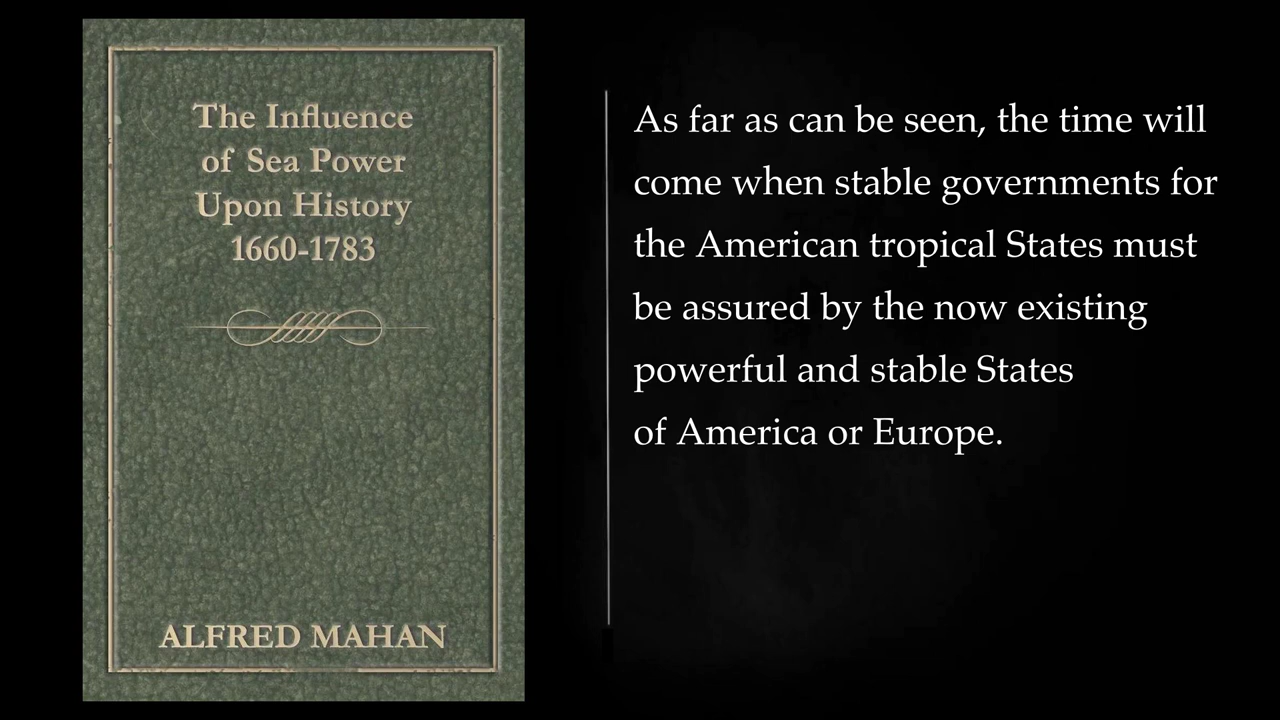 The Influence
of Sea Power
Upon History
1660-1783
ALFRED MAHAN
As far as can be seen, the time will
come when stable governments for
the American tropical States must
be assured by the now existing
powerful and stable States
of America or Europe.